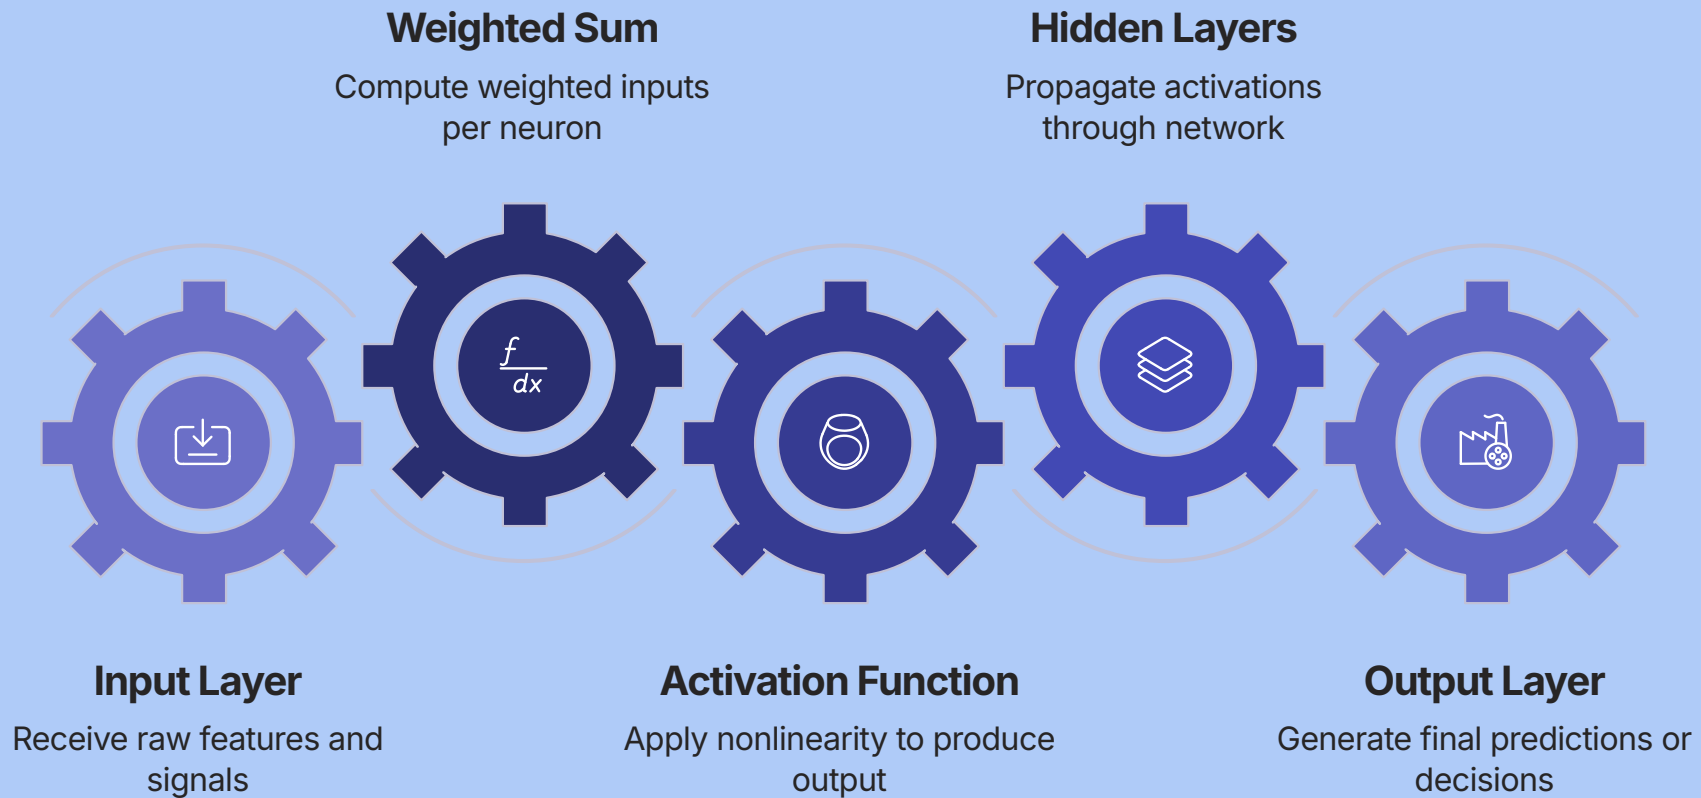 Weighted Sum
Compute weighted inputs
per neuron
Hidden Layers
Propagate activations
through network
f
dx
Input Layer
Receive raw features and
signals
Activation Function
Apply nonlinearity to produce
output
Output Layer
Generate final predictions or
decisions